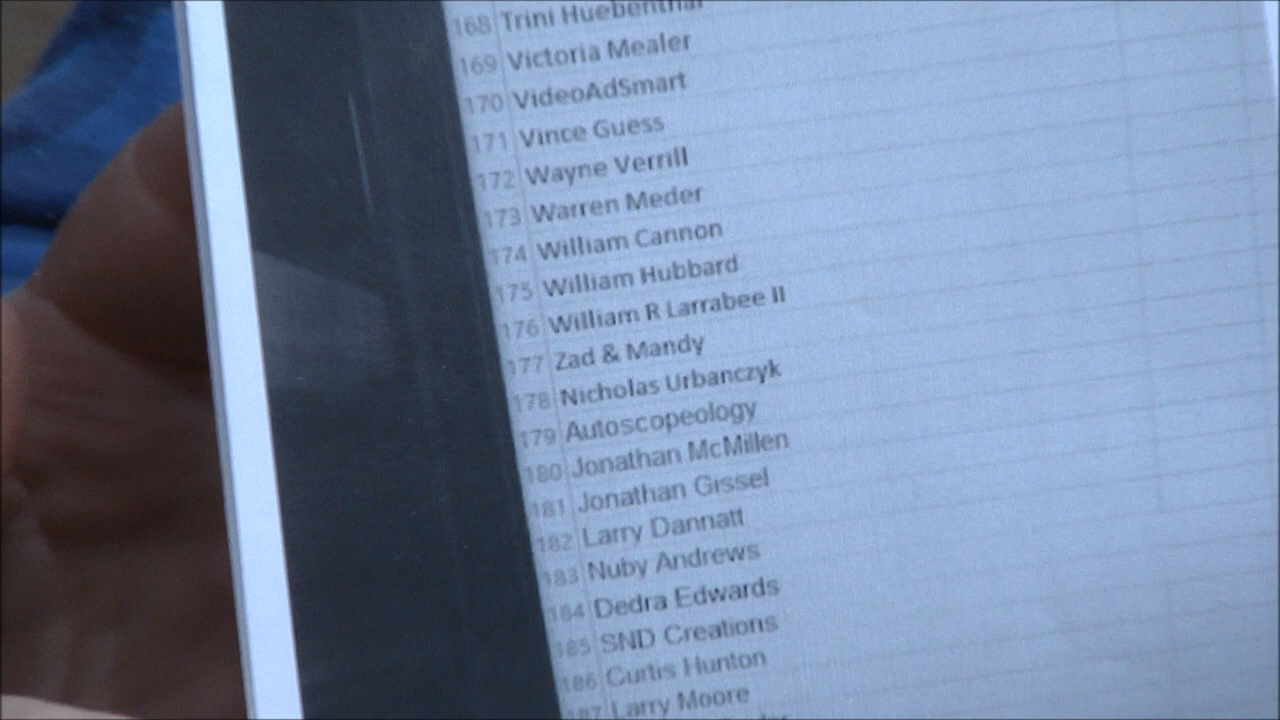 168 Trini Huebenthal
169 Victoria Mealer
170 VideoAdSmart
171 Vince Guess
172 Wayne Verrill
173 Warren Meder
174 William Cannon
175 William Hubbard
176 William R Larrabee II
177 Zad & Mandy
178 Nicholas Urbanczyk
179 Autoscopeology
180 Jonathan McMillen
181 Jonathan Gissel
182 Larry Dannatt
183 Nuby Andrews
184 Dedra Edwards
185 SND Creations
186 Curtis Hunton
187 Larry Moore